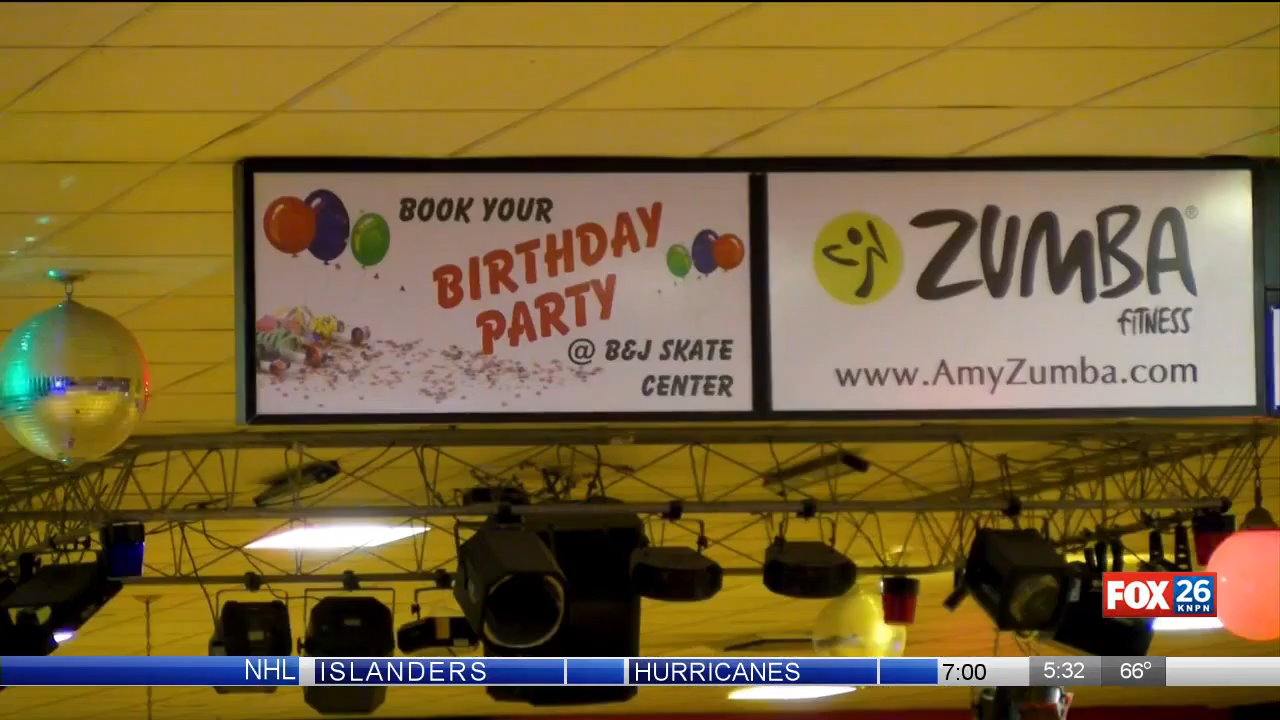 BOOK YOUR
BIRTHDAY
PARTY
@ B&J SKATE
CENTER
ZUMBA®
FITNESS
www.AmyZumba.com
FOX 26
KNPN
NHL ISLANDERS HURRICANES 7:00 5:32 66°